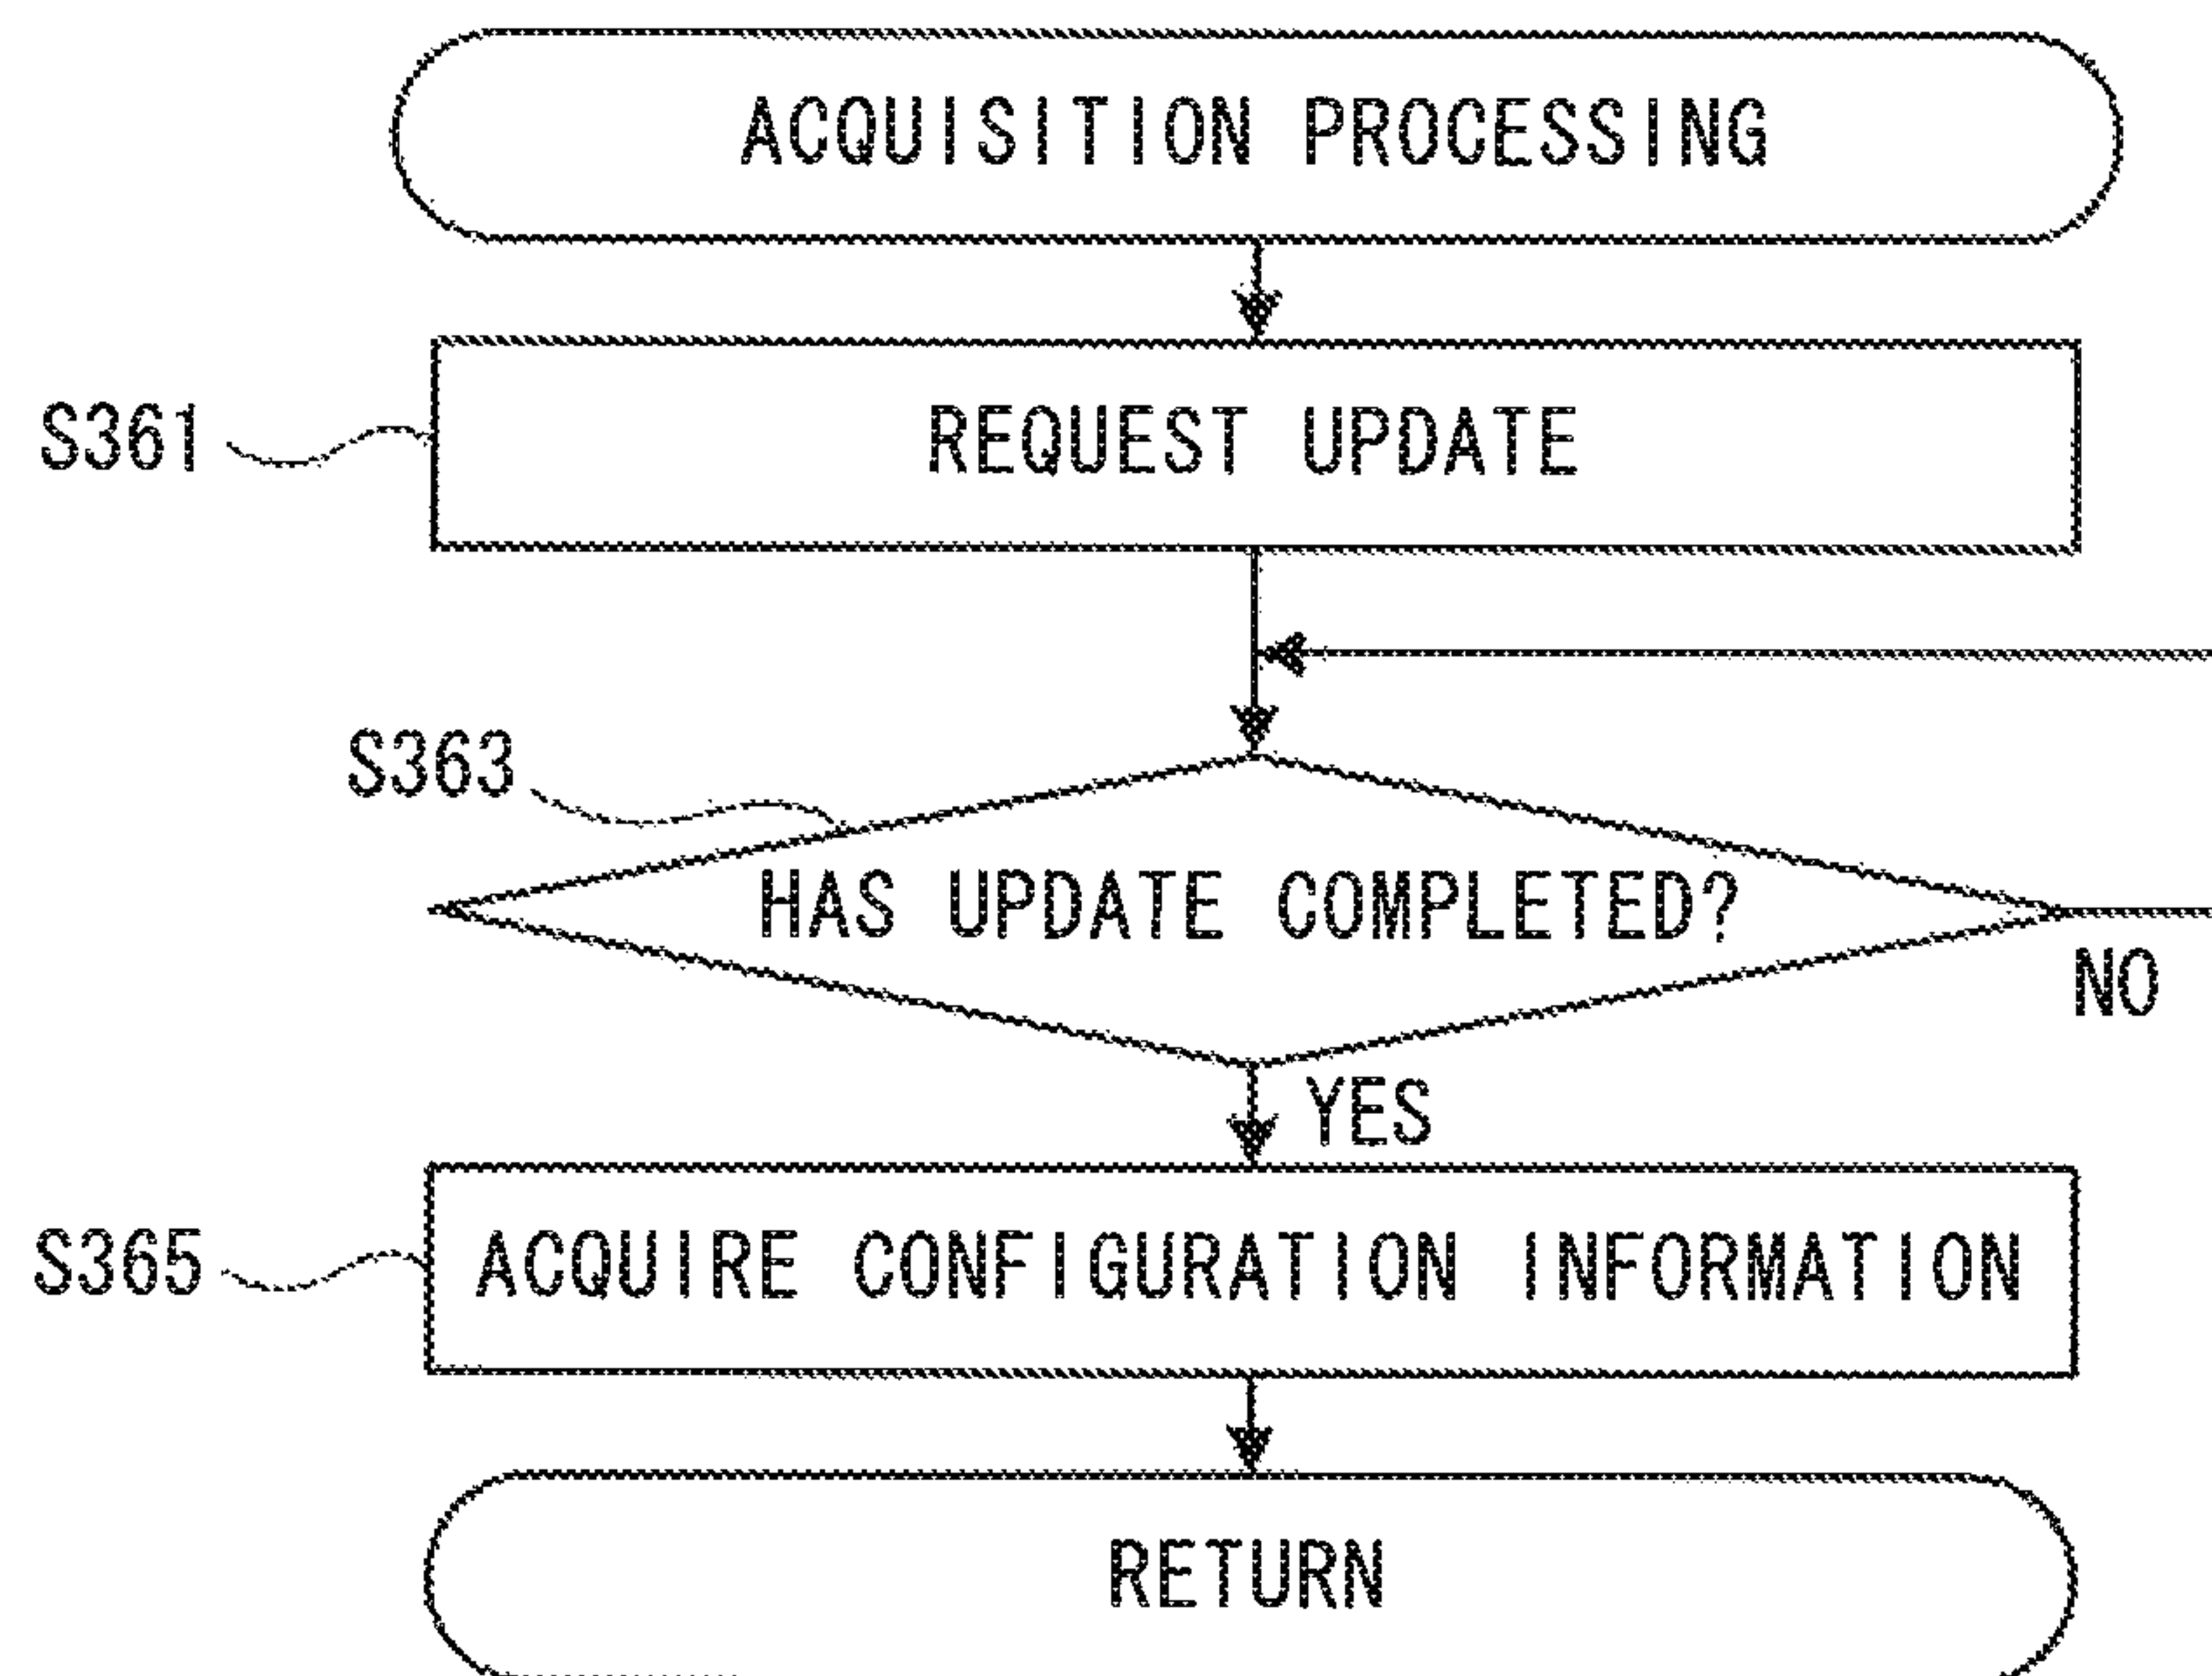 ACQUISITION PROCESSING
S361
REQUEST UPDATE
S363
HAS UPDATE COMPLETED?
NO
YES
S365
ACQUIRE CONFIGURATION INFORMATION
RETURN